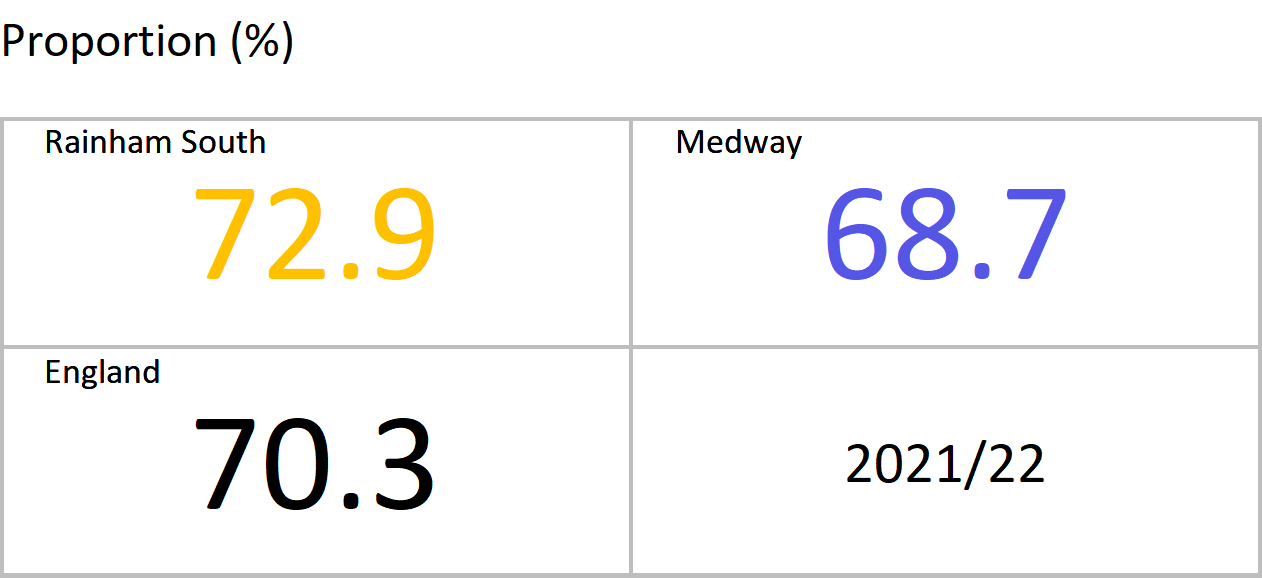 Proportion (%)
Rainham South
72.9
Medway
68.7
England
70.3
2021/22